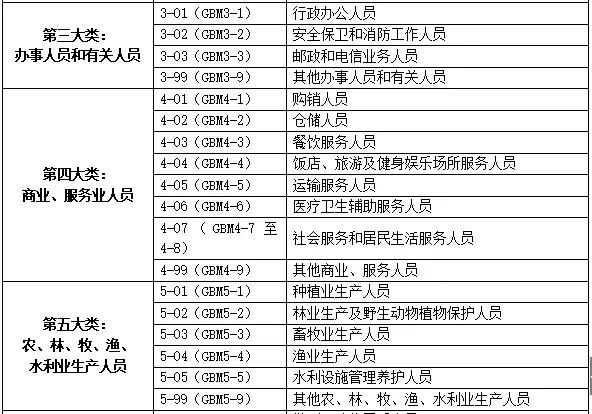 第三大类：
办事人员和有关人员
3-01（GBM3-1） 行政办公人员
3-02（GBM3-2） 安全保卫和消防工作人员
3-03（GBM3-3） 邮政和电信业务人员
3-99（GBM3-9） 其他办事人员和有关人员
第四大类：
商业、服务业人员
4-01（GBM4-1） 购销人员
4-02（GBM4-2） 仓储人员
4-03（GBM4-3） 餐饮服务人员
4-04（GBM4-4） 饭店、旅游及健身娱乐场所服务人员
4-05（GBM4-5） 运输服务人员
4-06（GBM4-6） 医疗卫生辅助服务人员
4-07（GBM4-7 至
4-8） 社会服务和居民生活服务人员
4-99（GBM4-9） 其他商业、服务人员
第五大类：
农、林、牧、渔、
水利业生产人员
5-01（GBM5-1） 种植业生产人员
5-02（GBM5-2） 林业生产及野生动物植物保护人员
5-03（GBM5-3） 畜牧业生产人员
5-04（GBM5-4） 渔业生产人员
5-05（GBM5-5） 水利设施管理养护人员
5-99（GBM5-9） 其他农、林、牧、渔、水利业生产人员